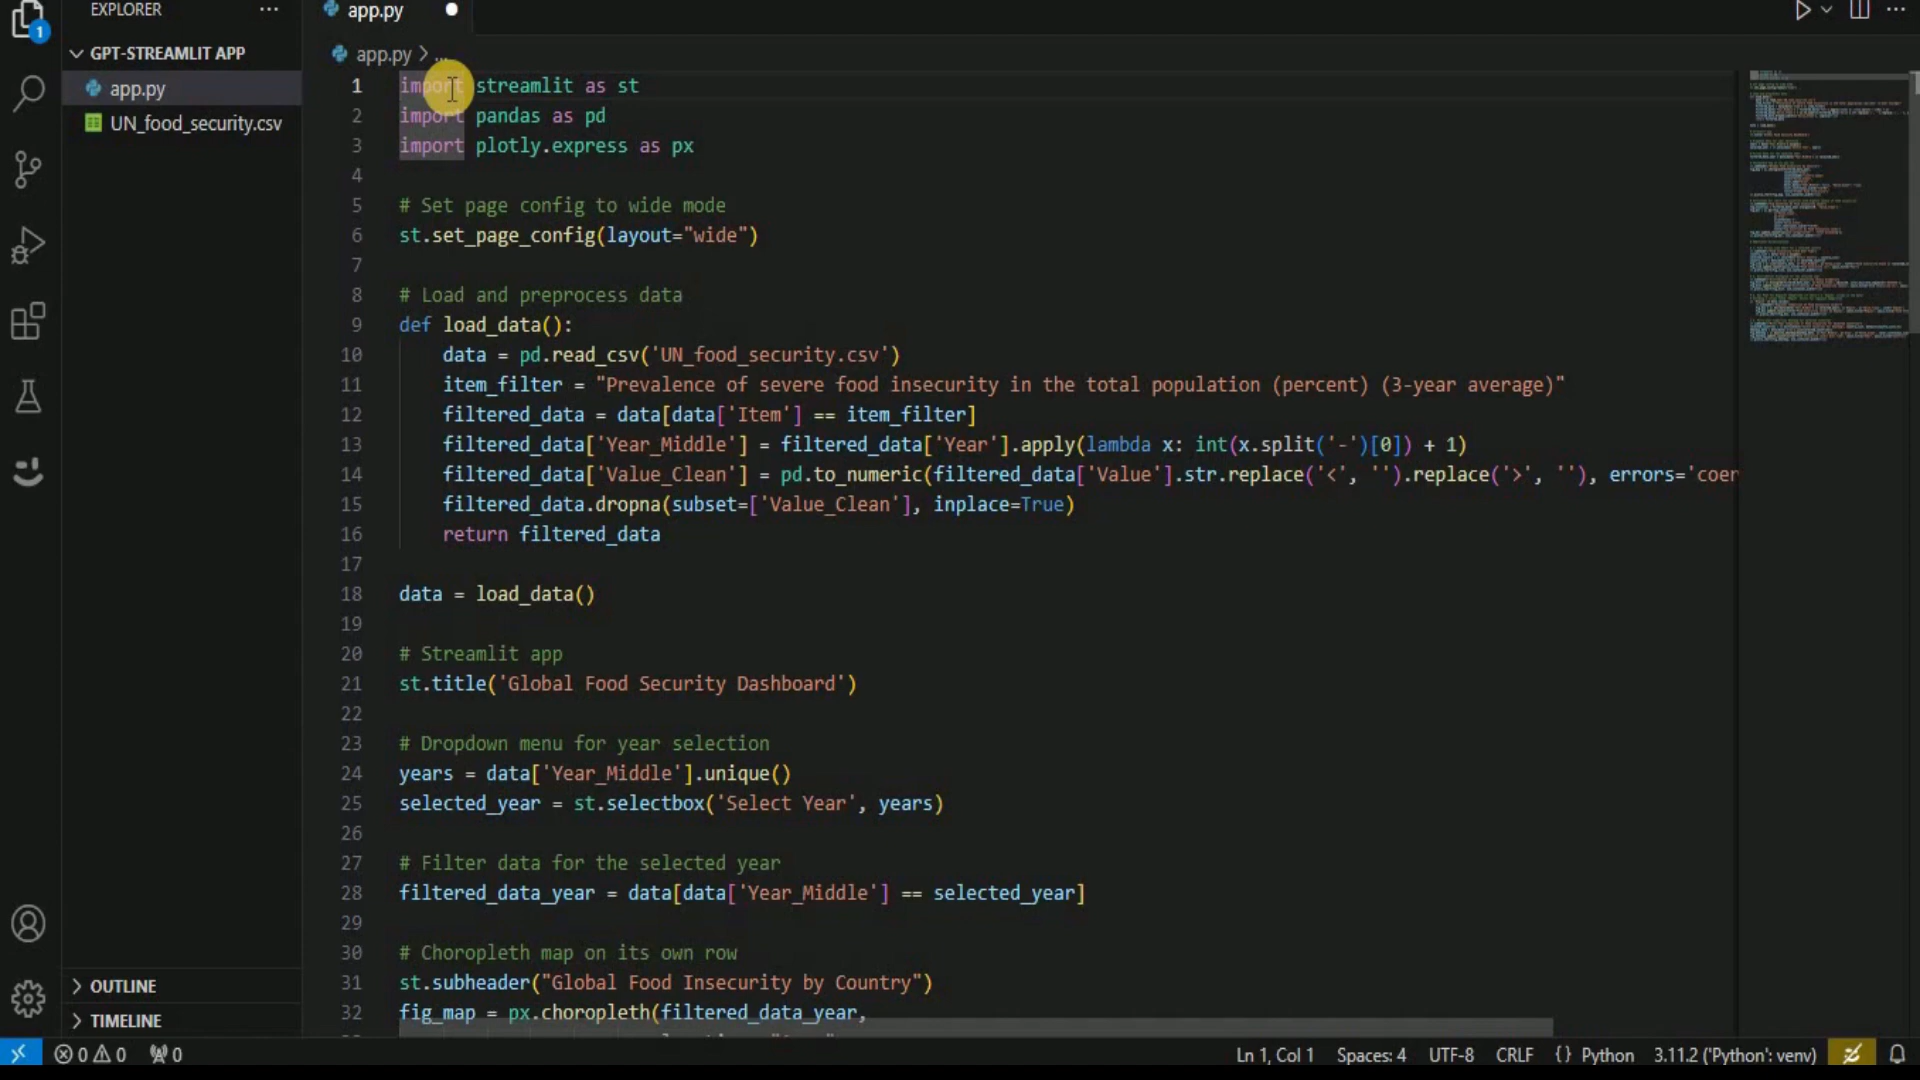 EXPLORER ...
app.py
1
GPT-STREAMLIT APP
app.py
UN_food_security.csv
app.py > ...
1 import streamlit as st
2 import pandas as pd
3 import plotly.express as px
4
5 # Set page config to wide mode
6 st.set_page_config(layout="wide")
7
8 # Load and preprocess data
9 def load_data():
10 data = pd.read_csv('UN_food_security.csv')
11 item_filter = "Prevalence of severe food insecurity in the total population (percent) (3-year average)"
12 filtered_data = data[data['Item'] == item_filter]
13 filtered_data['Year_Middle'] = filtered_data['Year'].apply(lambda x: int(x.split('-')[0]) + 1)
14 filtered_data['Value_Clean'] = pd.to_numeric(filtered_data['Value'].str.replace('<', '').replace('>', ''), errors='coer
15 filtered_data.dropna(subset=['Value_Clean'], inplace=True)
16 return filtered_data
17
18 data = load_data()
19
20 # Streamlit app
21 st.title('Global Food Security Dashboard')
22
23 # Dropdown menu for year selection
24 years = data['Year_Middle'].unique()
25 selected_year = st.selectbox('Select Year', years)
26
27 # Filter data for the selected year
28 filtered_data_year = data[data['Year_Middle'] == selected_year]
29
30 # Choropleth map on its own row
31 st.subheader("Global Food Insecurity by Country")
32 fig_map = px.choropleth(filtered_data_year,
OUTLINE
TIMELINE
0 0 0 Ln 1, Col 1 Spaces: 4 UTF-8 CRLF {} Python 3.11.2 ('Python': venv)